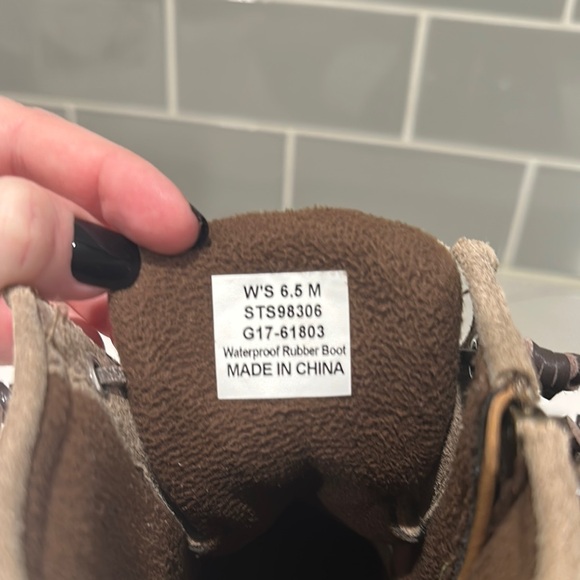 W'S 6.5 M
STS98306
G17-61803
Waterproof Rubber Boot
MADE IN CHINA